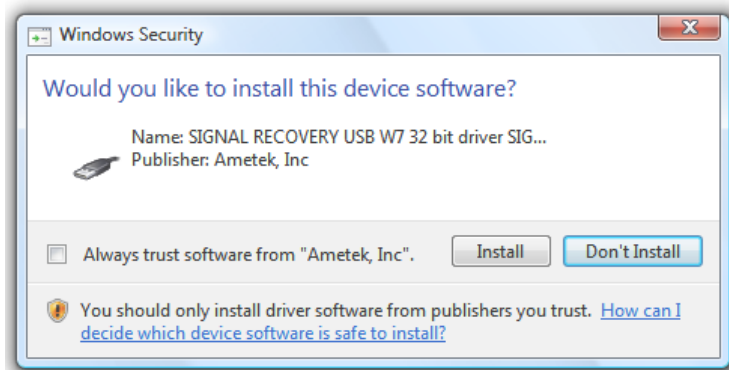 Windows Security
Would you like to install this device software?
Name: SIGNAL RECOVERY USB W7 32 bit driver SIG...
Publisher: Ametek, Inc
Always trust software from "Ametek, Inc".
Install
Don't Install
You should only install driver software from publishers you trust. How can I
decide which device software is safe to install?